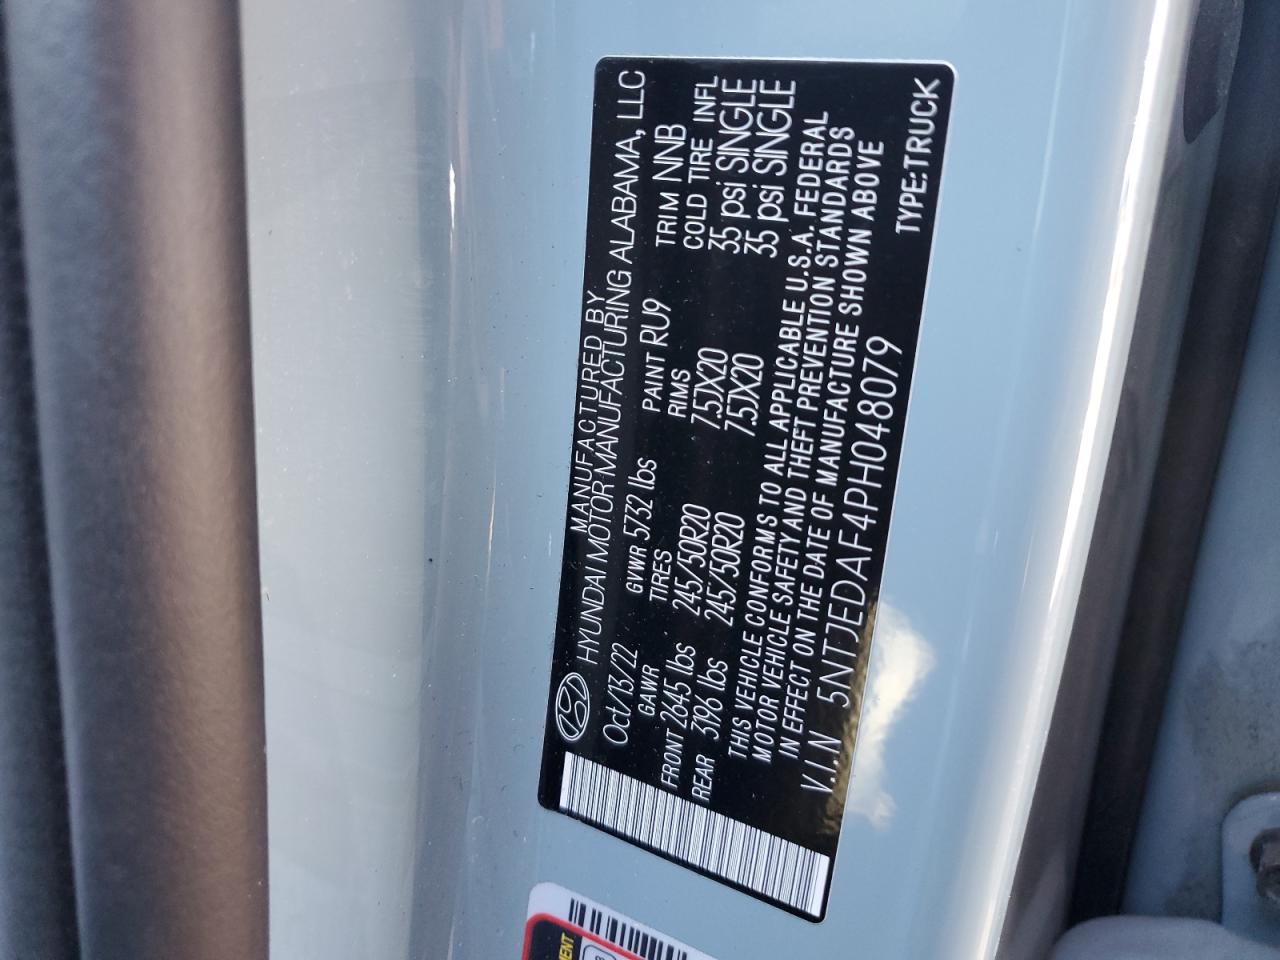 MANUFACTURED BY
HYUNDAI MOTOR MANUFACTURING ALABAMA, LLC
Oct/13/22 GVWR 5732 lbs PAINT RU9 TRIM NNB
GAWR TIRES RIMS COLD TIRE INFL
FRONT 2645 lbs 245/50R20 7.5JX20 35 psi SINGLE
REAR 3196 lbs 245/50R20 7.5JX20 35 psi SINGLE
THIS VEHICLE CONFORMS TO ALL APPLICABLE U.S.A. FEDERAL
MOTOR VEHICLE SAFETY AND THEFT PREVENTION STANDARDS
IN EFFECT ON THE DATE OF MANUFACTURE SHOWN ABOVE
V.I.N 5NTJEDAF4PH048079 TYPE:TRUCK